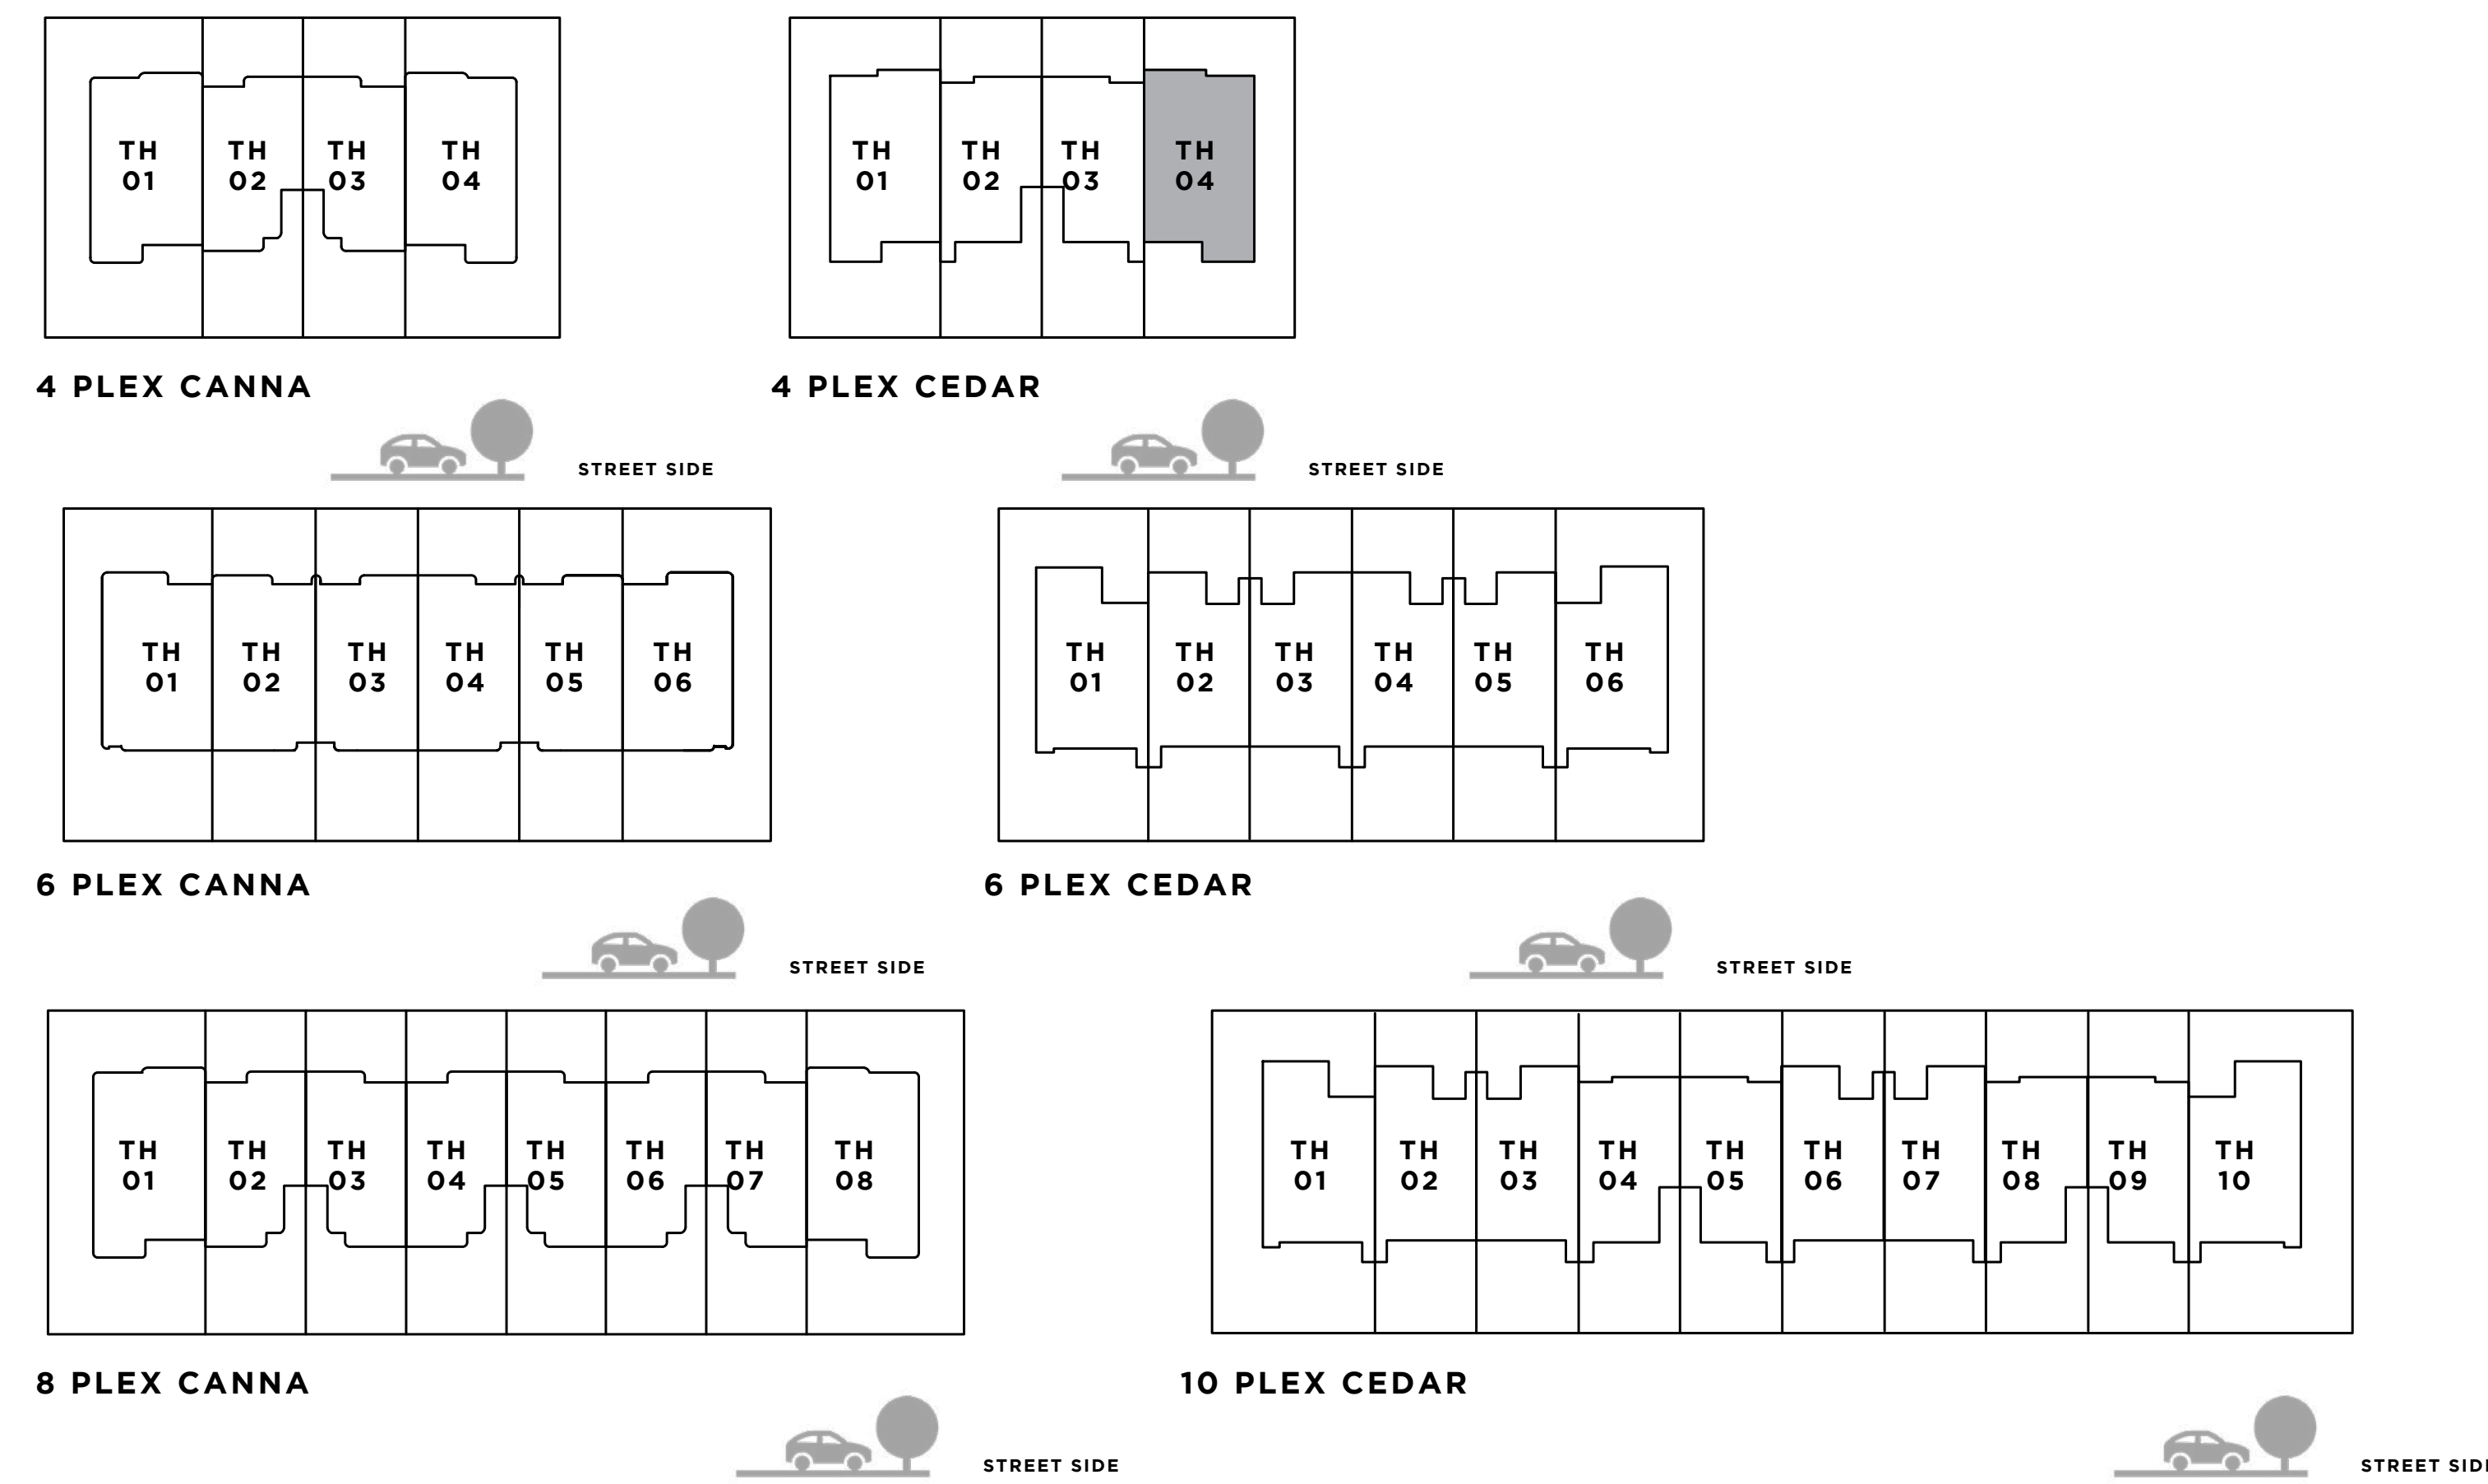 TH
01
TH
02
TH
03
TH
04
4 PLEX CANNA
STREET SIDE
TH
01
TH
02
TH
03
TH
04
4 PLEX CEDAR
STREET SIDE
TH
01
TH
02
TH
03
TH
04
TH
05
TH
06
6 PLEX CANNA
STREET SIDE
TH
01
TH
02
TH
03
TH
04
TH
05
TH
06
6 PLEX CEDAR
STREET SIDE
TH
01
TH
02
TH
03
TH
04
TH
05
TH
06
TH
07
TH
08
8 PLEX CANNA
STREET SIDE
TH
01
TH
02
TH
03
TH
04
TH
05
TH
06
TH
07
TH
08
TH
09
TH
10
10 PLEX CEDAR
STREET SID